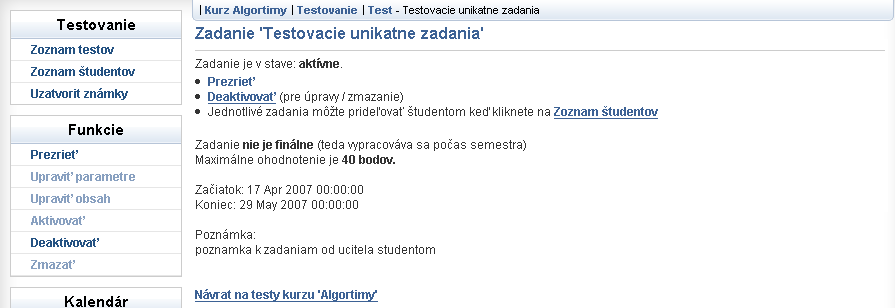 Testovanie
Zoznam testov
Zoznam študentov
Uzatvoriť známky
Funkcie
Prezrieť
Upraviť parametre
Upraviť obsah
Aktivovať
Deaktivovať
Zmazať
Kalendár
| Kurz Algortimy | Testovanie | Test - Testovacie unikatne zadania
Zadanie 'Testovacie unikatne zadania'
Zadanie je v stave: aktívne.
• Prezrieť
• Deaktivovať (pre úpravy / zmazanie)
• Jednotlivé zadania môžte prideľovať študentom keď kliknete na Zoznam študentov
Zadanie nie je finálne (teda vypracováva sa počas semestra)
Maximálne ohodnotenie je 40 bodov.
Začiatok: 17 Apr 2007 00:00:00
Koniec: 29 May 2007 00:00:00
Poznámka:
poznamka k zadaniam od ucitela studentom
Návrat na testy kurzu 'Algortimy'